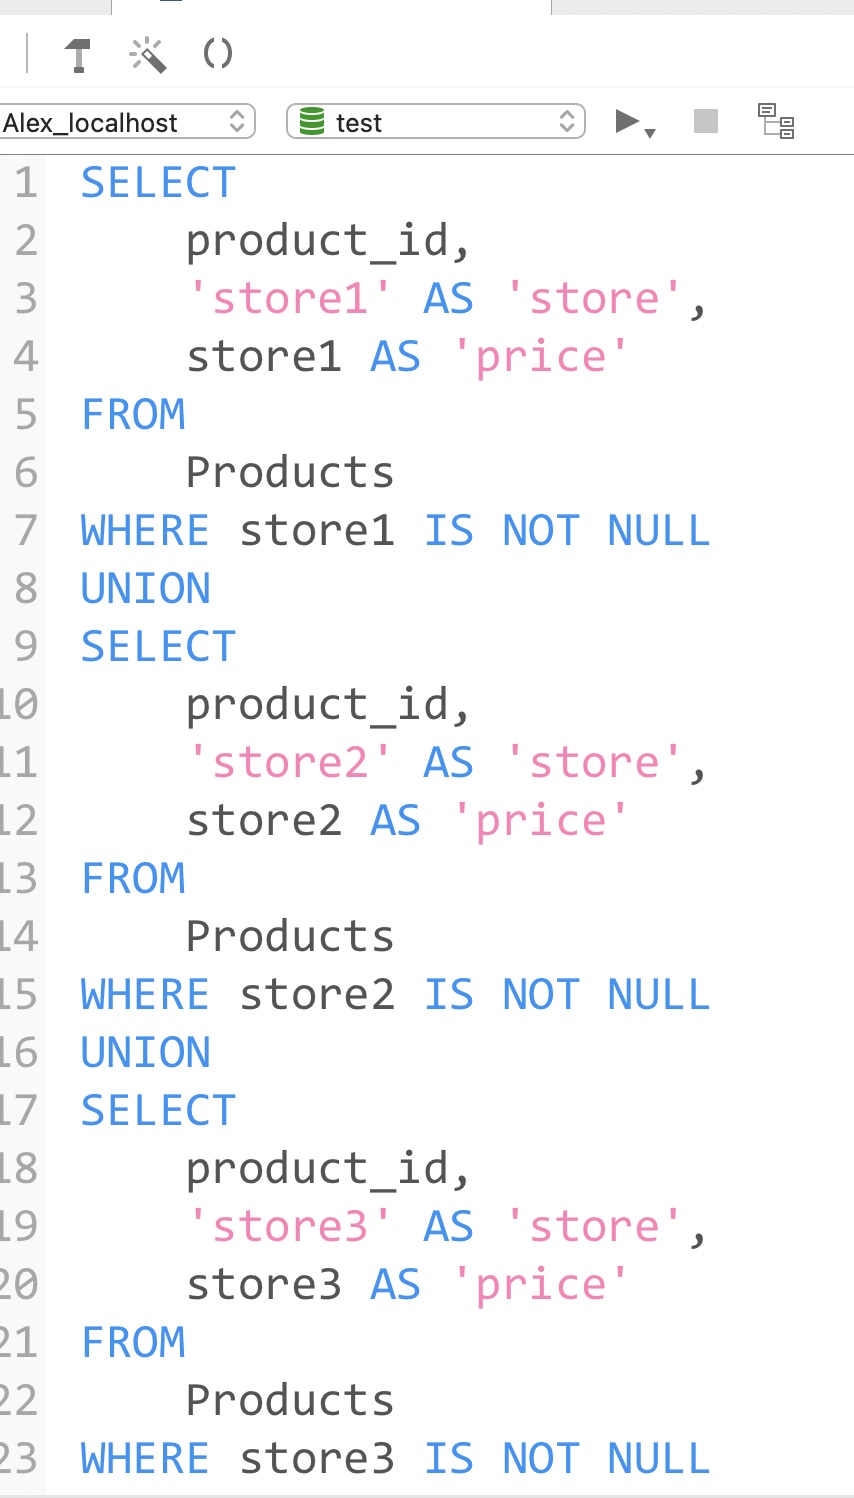 Alex_localhost test
1 SELECT
2 product_id,
3 'store1' AS 'store',
4 store1 AS 'price'
5 FROM
6 Products
7 WHERE store1 IS NOT NULL
8 UNION
9 SELECT
10 product_id,
11 'store2' AS 'store',
12 store2 AS 'price'
13 FROM
14 Products
15 WHERE store2 IS NOT NULL
16 UNION
17 SELECT
18 product_id,
19 'store3' AS 'store',
20 store3 AS 'price'
21 FROM
22 Products
23 WHERE store3 IS NOT NULL